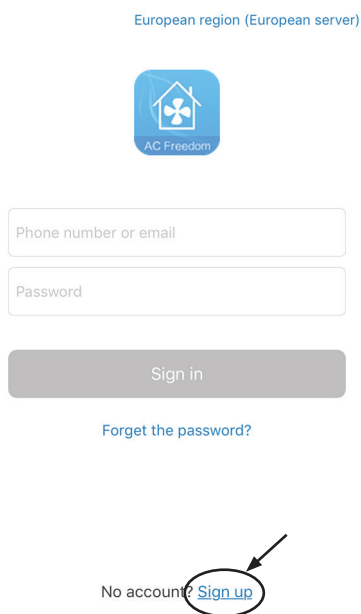 European region (European server)
AC Freedom
Phone number or email
Password
Sign in
Forget the password?
No account? Sign up